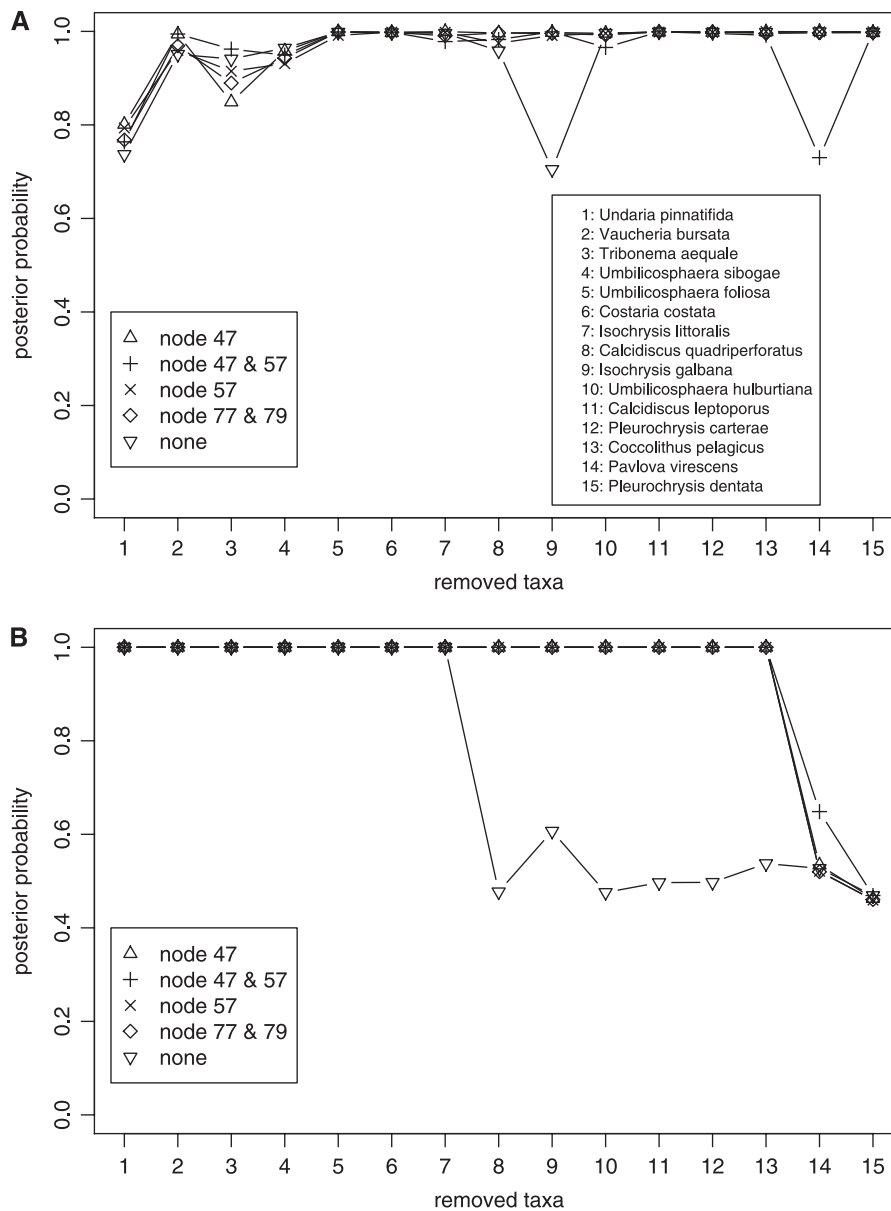 A
posterior probability
1.0
0.8
0.6
0.4
0.2
0.0
1: Undaria pinnatifida
2: Vaucheria bursata
3: Tribonema aequale
4: Umbilicosphaera sibogae
5: Umbilicosphaera foliosa
6: Costaria costata
7: Isochrysis littoralis
8: Calcidiscus quadriperforatus
9: Isochrysis galbana
10: Umbilicosphaera hulburtiana
11: Calcidiscus leptoporus
12: Pleurochrysis carterae
13: Coccolithus pelagicus
14: Pavlova virescens
15: Pleurochrysis dentata
node 47
node 47 & 57
node 57
node 77 & 79
none
1 2 3 4 5 6 7 8 9 10 11 12 13 14 15
removed taxa
B
posterior probability
1.0
0.8
0.6
0.4
0.2
0.0
node 47
node 47 & 57
node 57
node 77 & 79
none
1 2 3 4 5 6 7 8 9 10 11 12 13 14 15
removed taxa